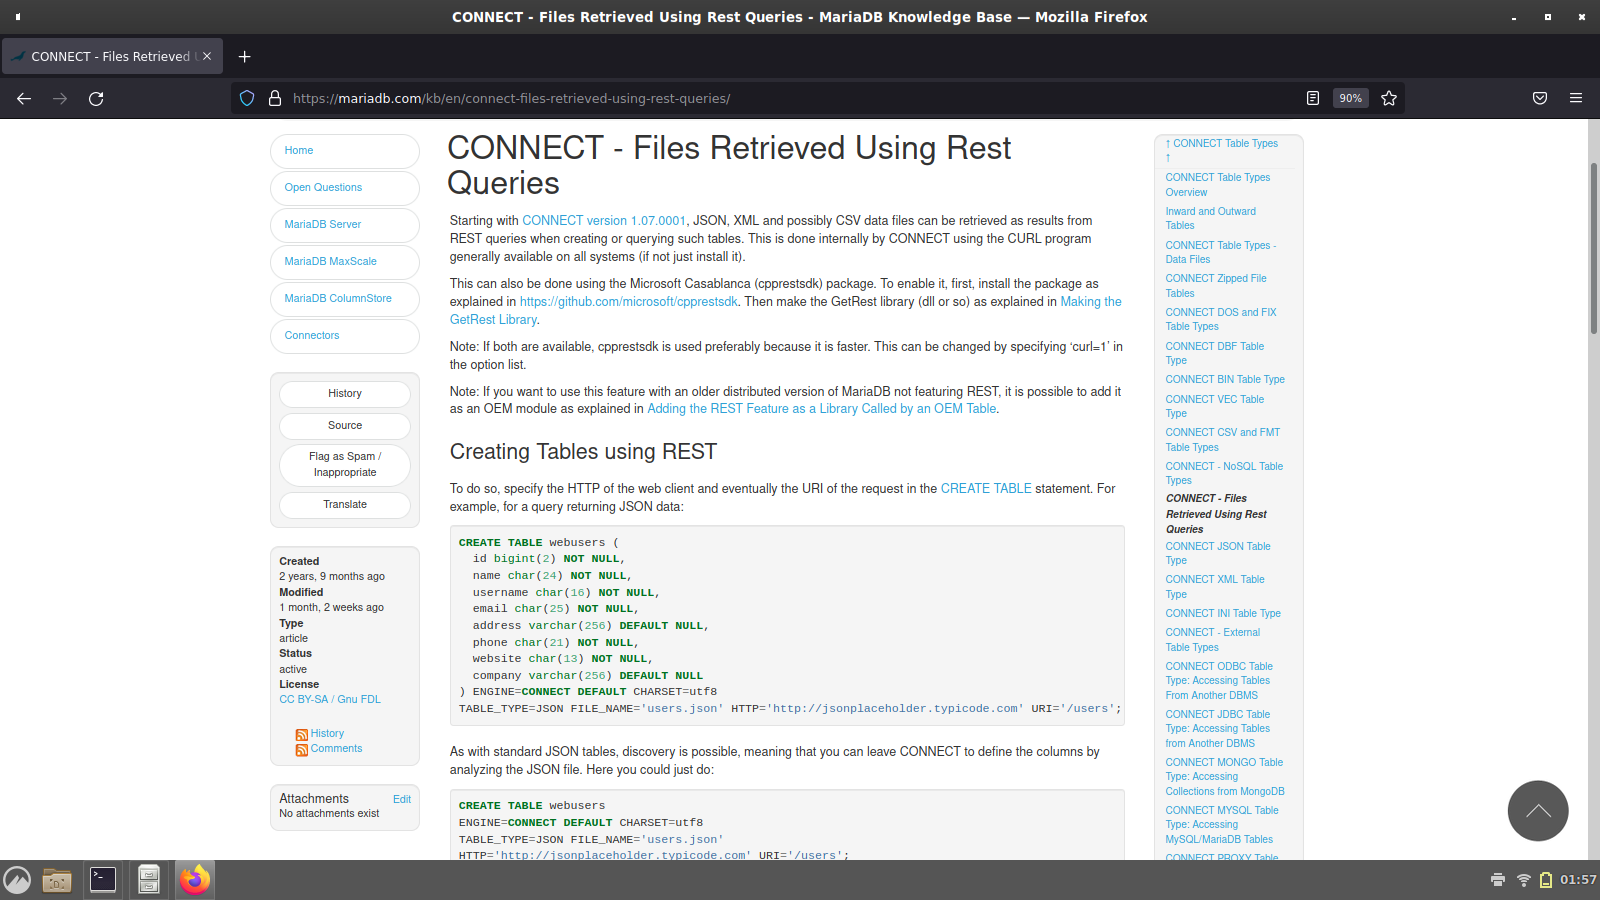 CONNECT - Files Retrieved Using Rest Queries - MariaDB Knowledge Base — Mozilla Firefox
CONNECT - Files Retrieved
https://mariadb.com/kb/en/connect-files-retrieved-using-rest-queries/
90%
Home
Open Questions
MariaDB Server
MariaDB MaxScale
MariaDB ColumnStore
Connectors
History
Source
Flag as Spam /
Inappropriate
Translate
Created
2 years, 9 months ago
Modified
1 month, 2 weeks ago
Type
article
Status
active
License
CC BY-SA / Gnu FDL
History
Comments
Attachments Edit
No attachments exist
CONNECT - Files Retrieved Using Rest
Queries
Starting with CONNECT version 1.07.0001, JSON, XML and possibly CSV data files can be retrieved as results from
REST queries when creating or querying such tables. This is done internally by CONNECT using the CURL program
generally available on all systems (if not just install it).
This can also be done using the Microsoft Casablanca (cpprestsdk) package. To enable it, first, install the package as
explained in https://github.com/microsoft/cpprestsdk. Then make the GetRest library (dll or so) as explained in Making the
GetRest Library.
Note: If both are available, cpprestsdk is used preferably because it is faster. This can be changed by specifying ‘curl=1’ in
the option list.
Note: If you want to use this feature with an older distributed version of MariaDB not featuring REST, it is possible to add it
as an OEM module as explained in Adding the REST Feature as a Library Called by an OEM Table.
Creating Tables using REST
To do so, specify the HTTP of the web client and eventually the URI of the request in the CREATE TABLE statement. For
example, for a query returning JSON data:
CREATE TABLE webusers (
id bigint(2) NOT NULL,
name char(24) NOT NULL,
username char(16) NOT NULL,
email char(25) NOT NULL,
address varchar(256) DEFAULT NULL,
phone char(21) NOT NULL,
website char(13) NOT NULL,
company varchar(256) DEFAULT NULL
) ENGINE=CONNECT DEFAULT CHARSET=utf8
TABLE_TYPE=JSON FILE_NAME='users.json' HTTP='http://jsonplaceholder.typicode.com' URI='/users';
As with standard JSON tables, discovery is possible, meaning that you can leave CONNECT to define the columns by
analyzing the JSON file. Here you could just do:
CREATE TABLE webusers
ENGINE=CONNECT DEFAULT CHARSET=utf8
TABLE_TYPE=JSON FILE_NAME='users.json'
HTTP='http://jsonplaceholder.typicode.com' URI='/users';
↑ CONNECT Table Types
↑
CONNECT Table Types
Overview
Inward and Outward
Tables
CONNECT Table Types -
Data Files
CONNECT Zipped File
Tables
CONNECT DOS and FIX
Table Types
CONNECT DBF Table
Type
CONNECT BIN Table Type
CONNECT VEC Table
Type
CONNECT CSV and FMT
Table Types
CONNECT - NoSQL Table
Types
CONNECT - Files
Retrieved Using Rest
Queries
CONNECT JSON Table
Type
CONNECT XML Table
Type
CONNECT INI Table Type
CONNECT - External
Table Types
CONNECT ODBC Table
Type: Accessing Tables
From Another DBMS
CONNECT JDBC Table
Type: Accessing Tables
from Another DBMS
CONNECT MONGO Table
Type: Accessing
Collections from MongoDB
CONNECT MYSQL Table
Type: Accessing
MySQL/MariaDB Tables
CONNECT PROXY Table
01:57